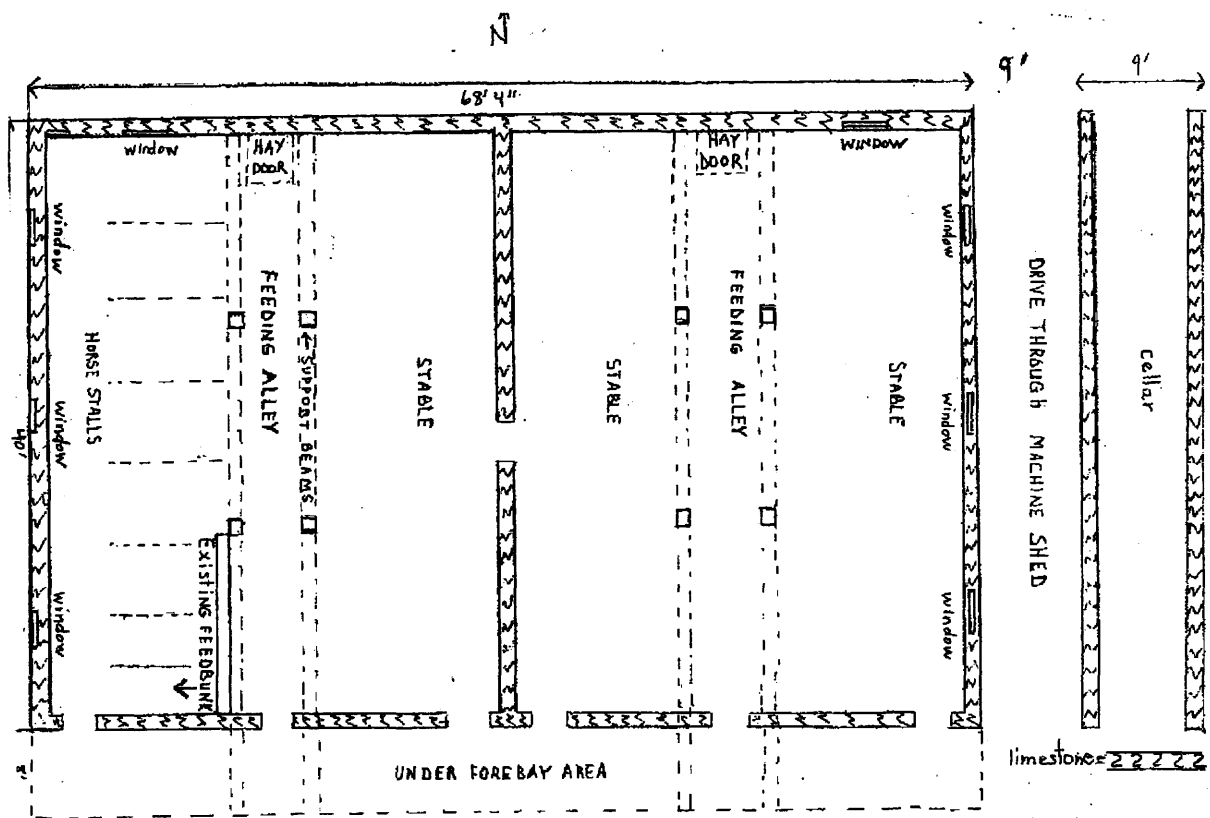 N
68' 4"
9'
9'
window
HAY
DOOR
HAY
DOOR
WINDOW
window
window
window
40'
HORSE STALLS
FEEDING ALLEY
← SUPPORT BEAMS
STABLE
STABLE
FEEDING ALLEY
STABLE
window
window
window
DRIVE THROUGH MACHINE SHED
cellar
Existing FEEDBUNK
UNDER FOREBAY AREA
limestone=